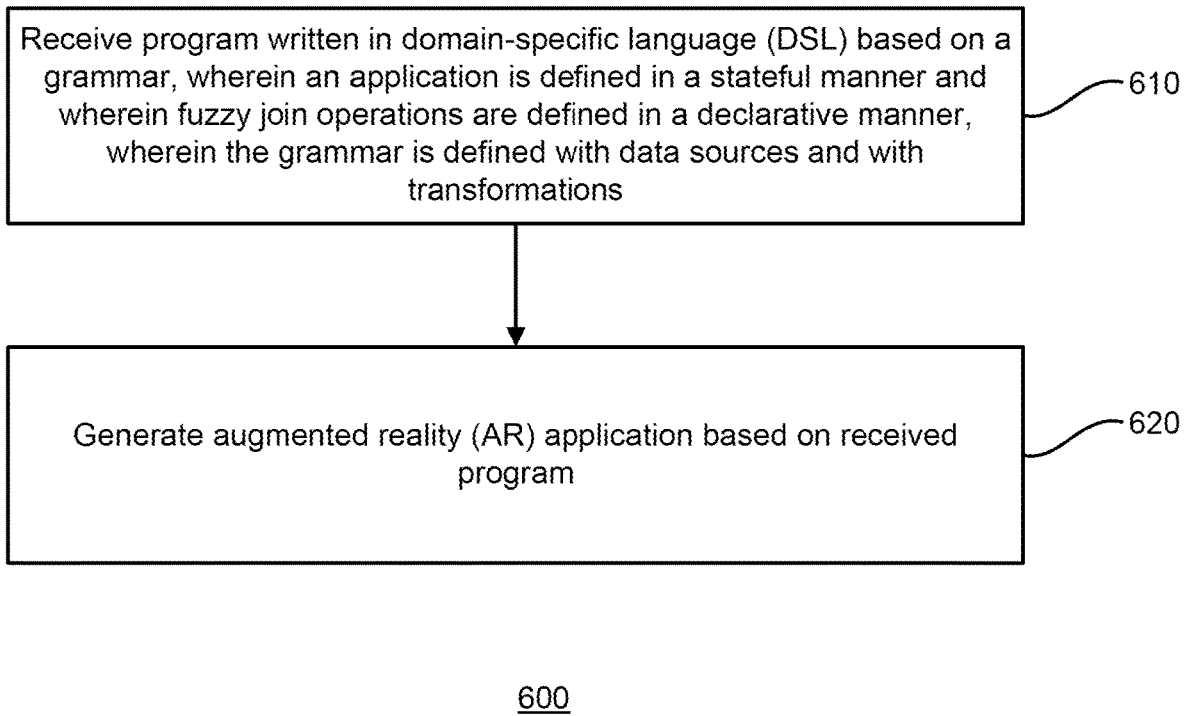 Receive program written in domain-specific language (DSL) based on a
grammar, wherein an application is defined in a stateful manner and
wherein fuzzy join operations are defined in a declarative manner,
wherein the grammar is defined with data sources and with
transformations
610
Generate augmented reality (AR) application based on received
program
620
600